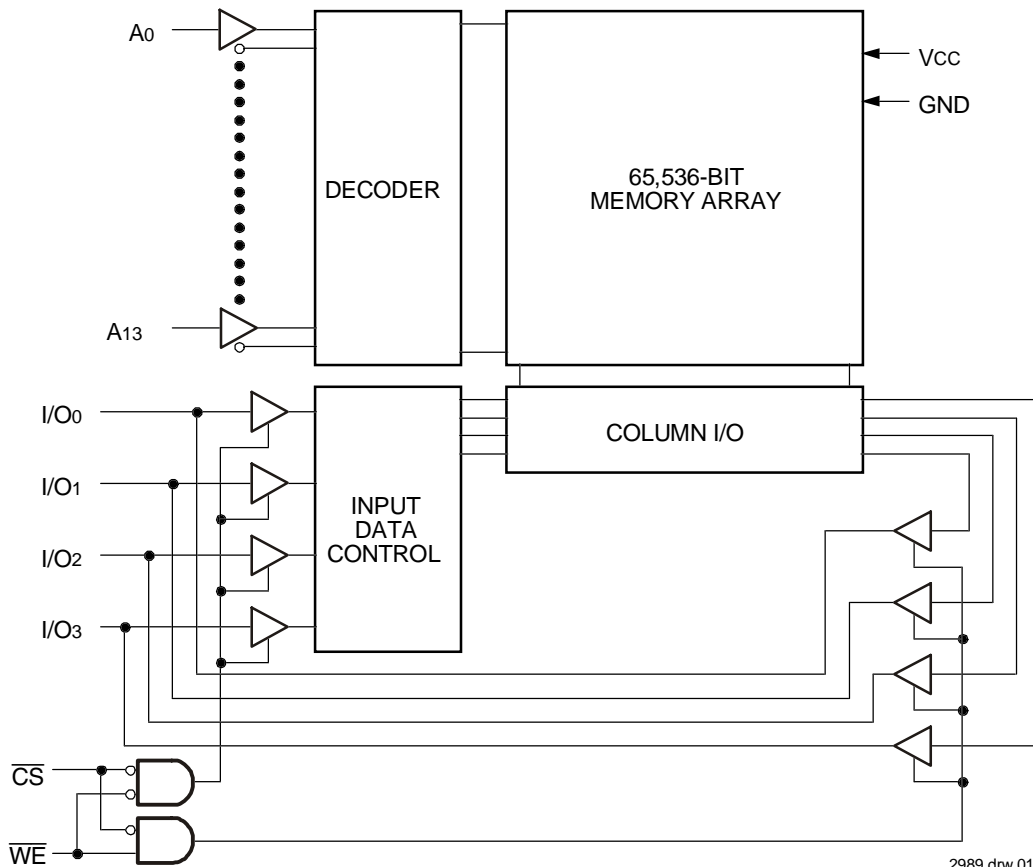 A0
VCC
GND
DECODER
65,536-BIT
MEMORY ARRAY
A13
I/O0
COLUMN I/O
I/O1
INPUT
DATA
CONTROL
I/O2
I/O3
CS
WE
2989 drw 01